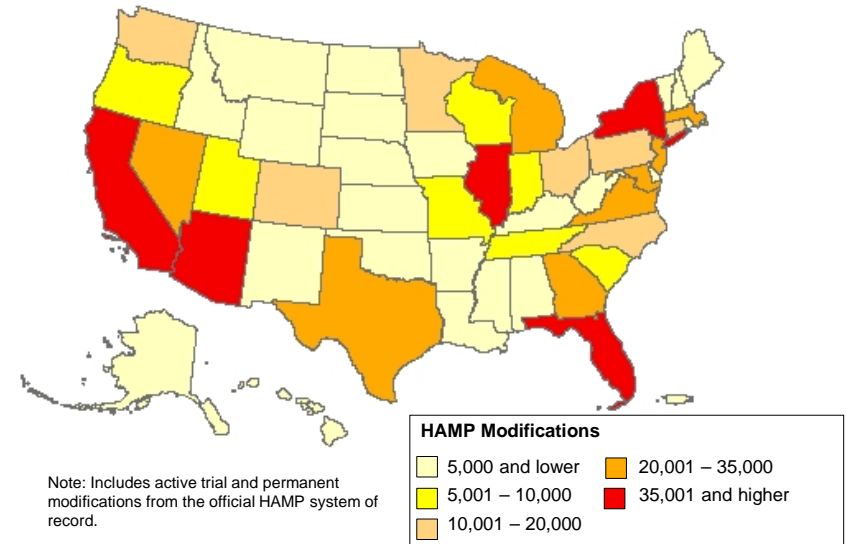 HAMP Modifications
5,000 and lower
20,001 – 35,000
5,001 – 10,000
35,001 and higher
10,001 – 20,000
Note: Includes active trial and permanent
modifications from the official HAMP system of
record.